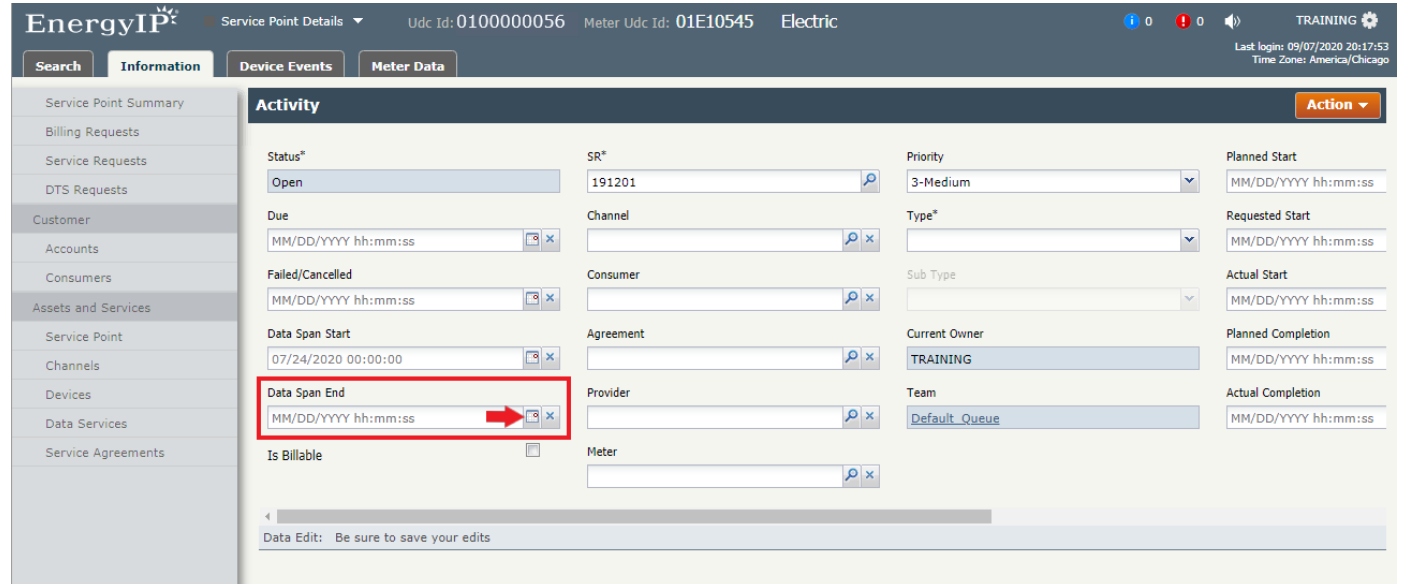 EnergyIP Service Point Details Udc Id: 0100000056 Meter Udc Id: 01E10545 Electric 0 0 TRAINING
Last login: 09/07/2020 20:17:53
Time Zone: America/Chicago
Search Information Device Events Meter Data
Service Point Summary
Billing Requests
Service Requests
DTS Requests
Customer
Accounts
Consumers
Assets and Services
Service Point
Channels
Devices
Data Services
Service Agreements
Activity Action
Status* SR* Priority Planned Start
Open 191201 3-Medium MM/DD/YYYY hh:mm:ss
Due Channel Type* Requested Start
MM/DD/YYYY hh:mm:ss MM/DD/YYYY hh:mm:ss
Failed/Cancelled Consumer Sub Type Actual Start
MM/DD/YYYY hh:mm:ss MM/DD/YYYY hh:mm:ss
Data Span Start Agreement Current Owner Planned Completion
07/24/2020 00:00:00 TRAINING MM/DD/YYYY hh:mm:ss
Data Span End Provider Team Actual Completion
MM/DD/YYYY hh:mm:ss Default_Queue MM/DD/YYYY hh:mm:ss
Is Billable Meter
Data Edit: Be sure to save your edits